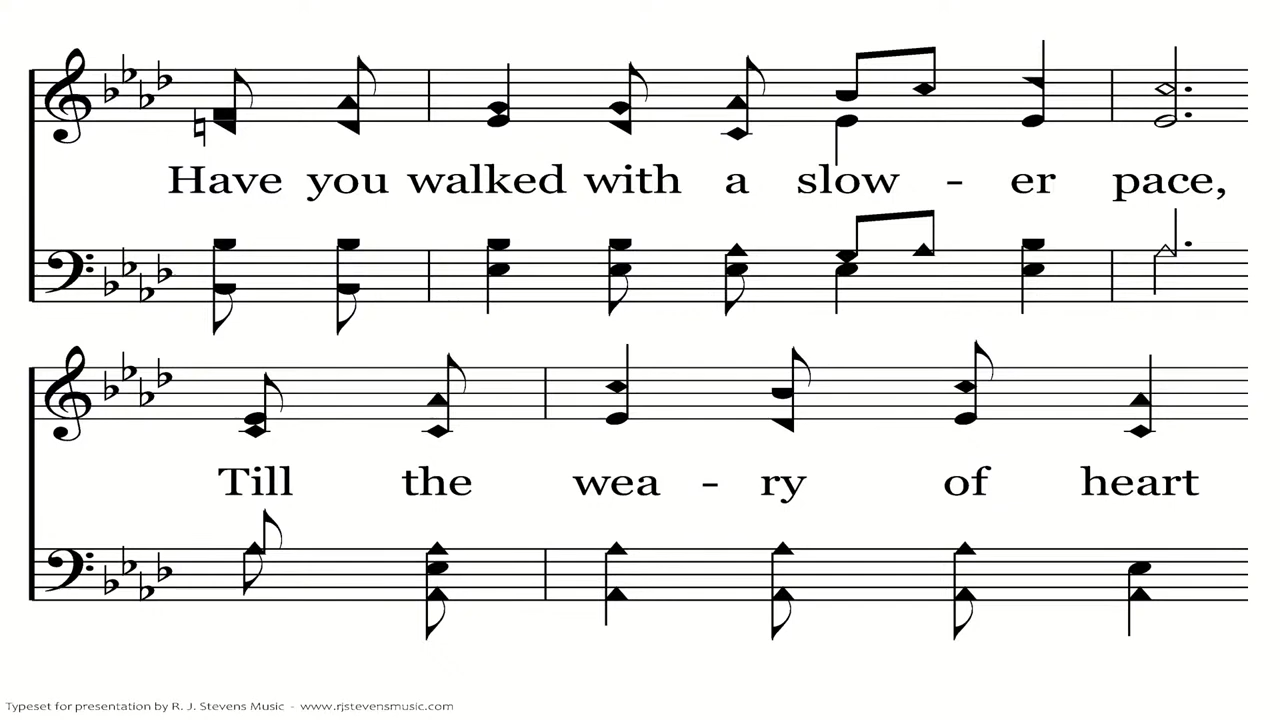 Have you walked with a slow - er pace,
Till the wea - ry of heart
Typeset for presentation by R. J. Stevens Music - www.rjstevensmusic.com